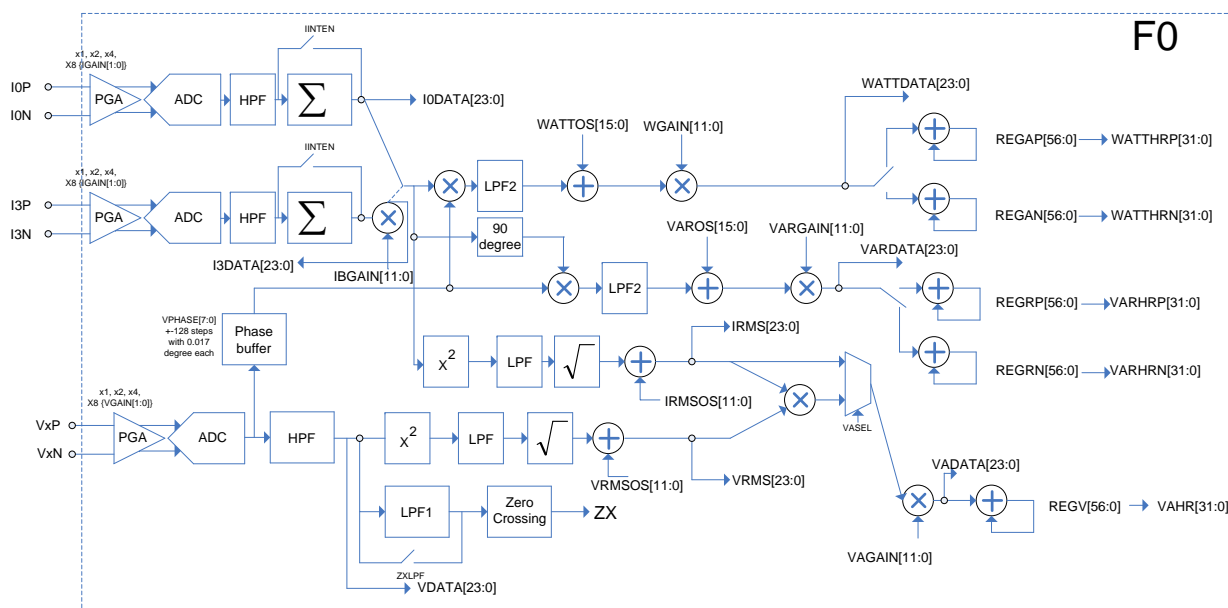 F0
IINTEN
x1, x2, x4,
X8 {IGAIN[1:0]}
I0P
I0N
PGA
ADC
HPF
Σ
I0DATA[23:0]
WATTDATA[23:0]
WATTOS[15:0]
WGAIN[11:0]
REGAP[56:0]
WATTHRP[31:0]
IINTEN
x1, x2, x4,
X8 {IGAIN[1:0]}
I3P
I3N
PGA
ADC
HPF
Σ
LPF2
REGAN[56:0]
WATTHRN[31:0]
90
degree
VAROS[15:0]
VARGAIN[11:0]
VARDATA[23:0]
I3DATA[23:0]
IBGAIN[11:0]
LPF2
REGRP[56:0]
VARHRP[31:0]
VPHASE[7:0]
+-128 steps
with 0.017
degree each
Phase
buffer
IRMS[23:0]
X2
LPF
√
REGRN[56:0]
VARHRN[31:0]
IRMSOS[11:0]
x1, x2, x4,
X8 {VGAIN[1:0]}
VxP
VxN
PGA
ADC
HPF
X2
LPF
√
VASEL
VRMSOS[11:0]
VRMS[23:0]
VADATA[23:0]
LPF1
Zero
Crossing
ZX
REGV[56:0]
VAHR[31:0]
ZXLPF
VDATA[23:0]
VAGAIN[11:0]